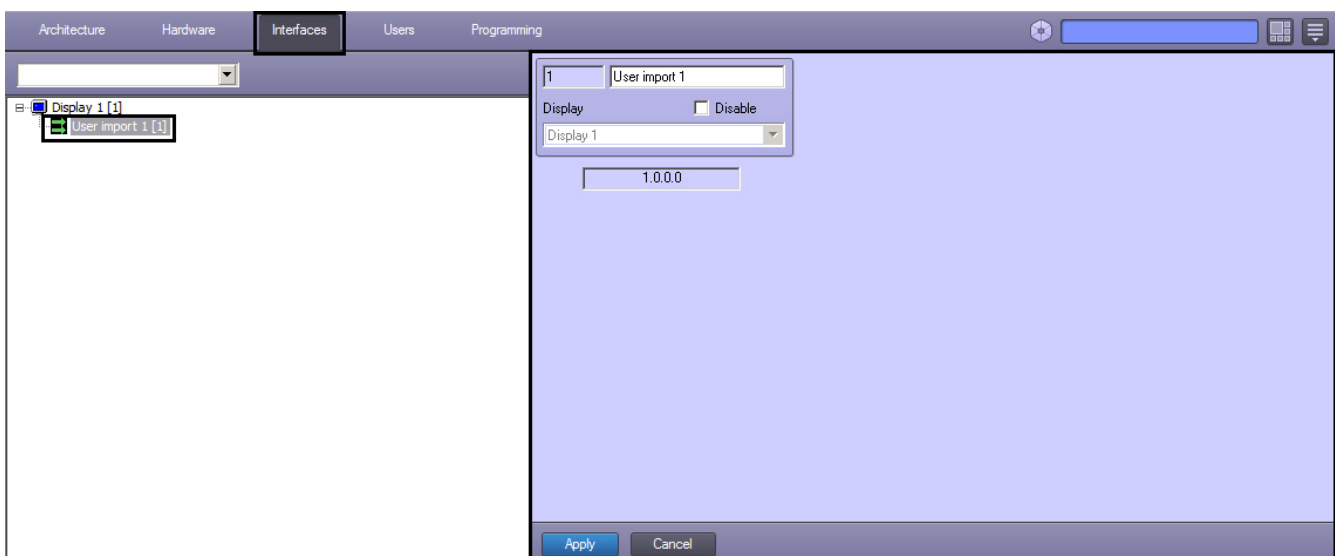 Architecture Hardware Interfaces Users Programming
Display 1 [1]
User import 1 [1]
1 User import 1
Display Disable
Display 1
1.0.0.0
Apply Cancel